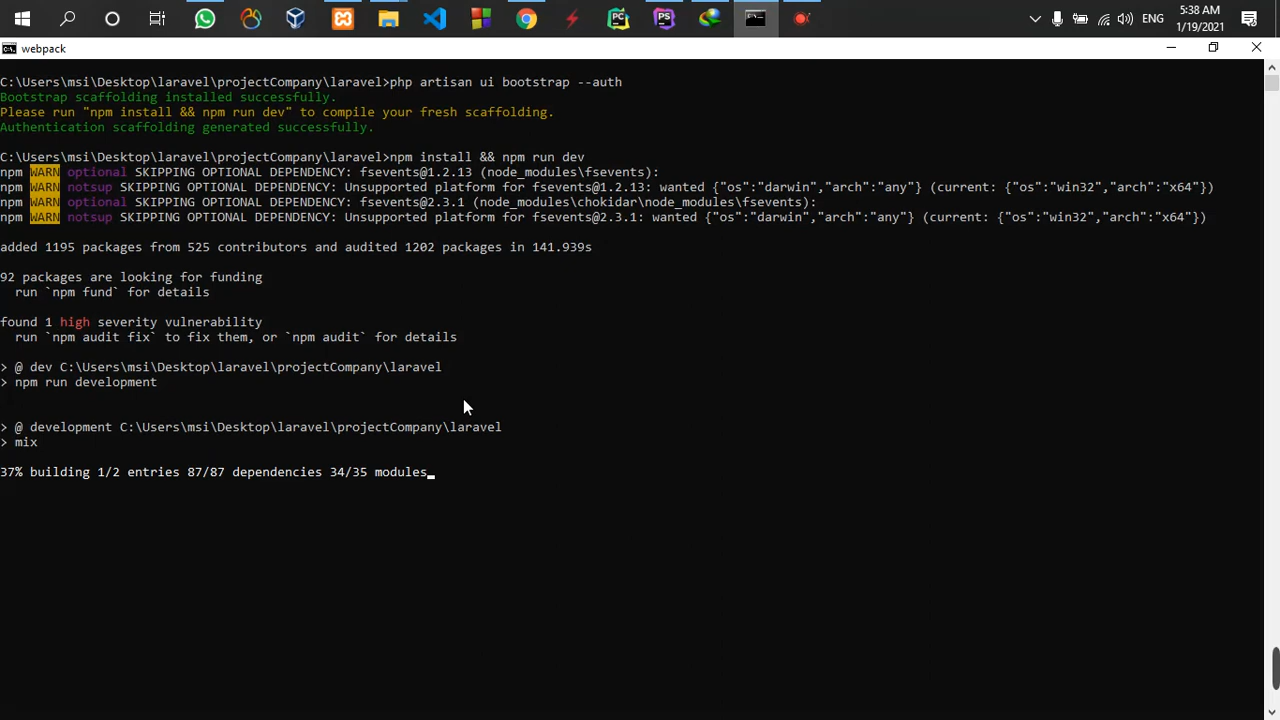 5:38 AM
ENG
1/19/2021
webpack
C:\Users\msi\Desktop\laravel\projectCompany\laravel>php artisan ui bootstrap --auth
Bootstrap scaffolding installed successfully.
Please run "npm install && npm run dev" to compile your fresh scaffolding.
Authentication scaffolding generated successfully.
C:\Users\msi\Desktop\laravel\projectCompany\laravel>npm install && npm run dev
npm WARN optional SKIPPING OPTIONAL DEPENDENCY: fsevents@1.2.13 (node_modules\fsevents):
npm WARN notsup SKIPPING OPTIONAL DEPENDENCY: Unsupported platform for fsevents@1.2.13: wanted {"os":"darwin","arch":"any"} (current: {"os":"win32","arch":"x64"})
npm WARN optional SKIPPING OPTIONAL DEPENDENCY: fsevents@2.3.1 (node_modules\chokidar\node_modules\fsevents):
npm WARN notsup SKIPPING OPTIONAL DEPENDENCY: Unsupported platform for fsevents@2.3.1: wanted {"os":"darwin","arch":"any"} (current: {"os":"win32","arch":"x64"})
added 1195 packages from 525 contributors and audited 1202 packages in 141.939s
92 packages are looking for funding
run `npm fund` for details
found 1 high severity vulnerability
run `npm audit fix` to fix them, or `npm audit` for details
> @ dev C:\Users\msi\Desktop\laravel\projectCompany\laravel
> npm run development
> @ development C:\Users\msi\Desktop\laravel\projectCompany\laravel
> mix
37% building 1/2 entries 87/87 dependencies 34/35 modules